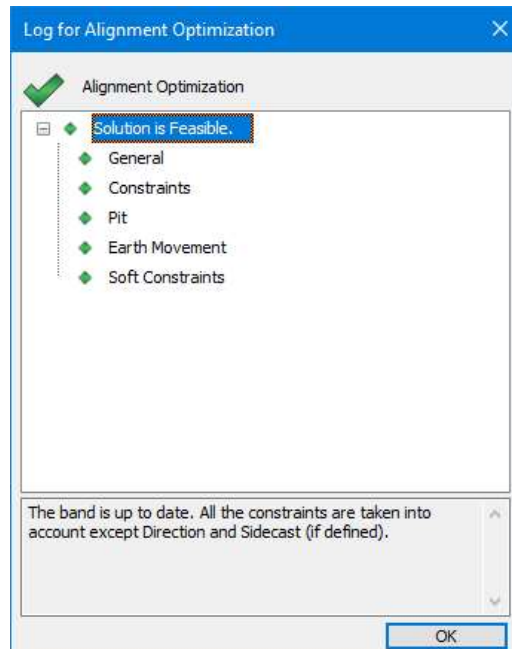 Log for Alignment Optimization
Alignment Optimization
Solution is Feasible.
General
Constraints
Pit
Earth Movement
Soft Constraints
The band is up to date. All the constraints are taken into
account except Direction and Sidecast (if defined).
OK